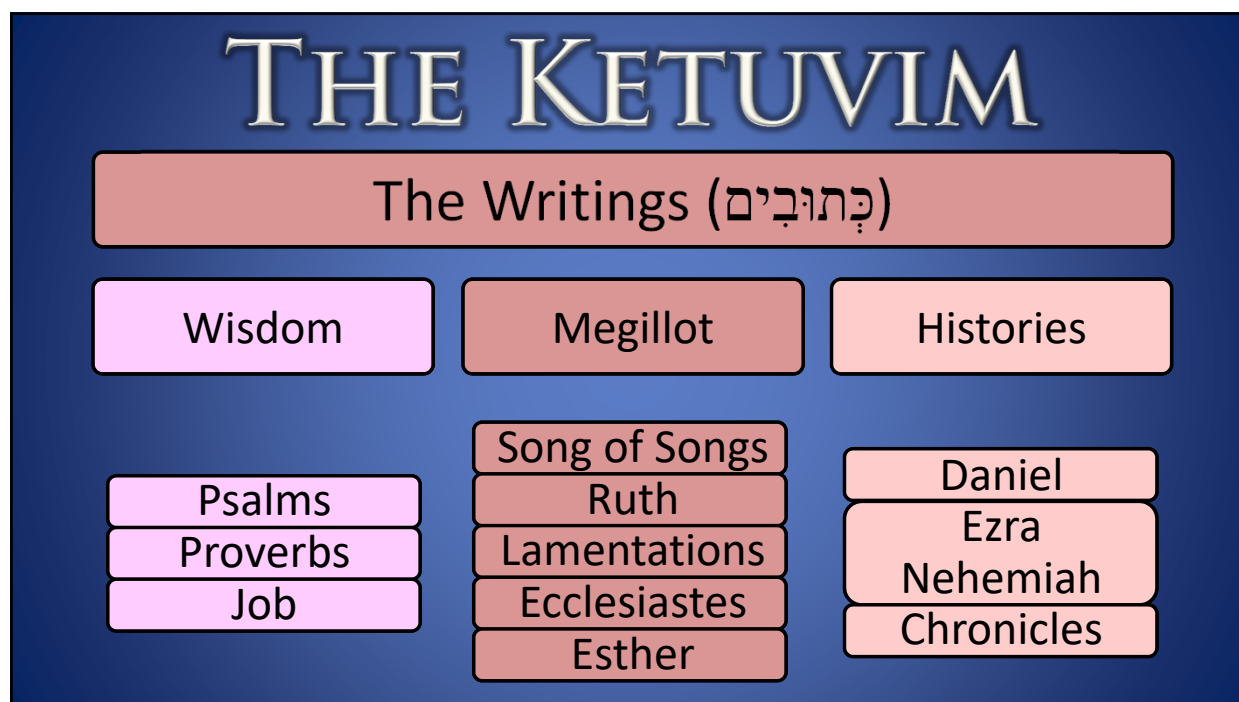 THE KETUVIM
The Writings (כְּתוּבִים)
Wisdom
Megillot
Histories
Psalms
Proverbs
Job
Song of Songs
Ruth
Lamentations
Ecclesiastes
Esther
Daniel
Ezra
Nehemiah
Chronicles